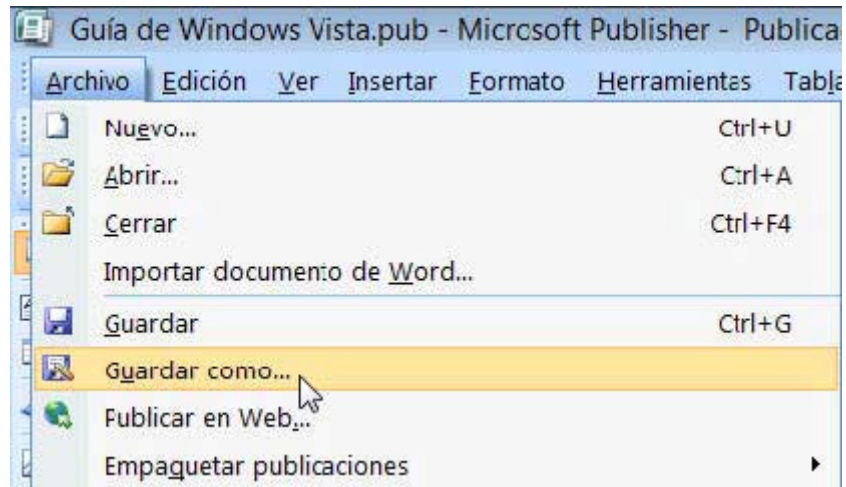 Guía de Windows Vista.pub - Microsoft Publisher - Publica
Archivo Edición Ver Insertar Formato Herramientas Tabla
Nuevo... Ctrl+U
Abrir... Ctrl+A
Cerrar Ctrl+F4
Importar documento de Word...
Guardar Ctrl+G
Guardar como...
Publicar en Web...
Empaquetar publicaciones